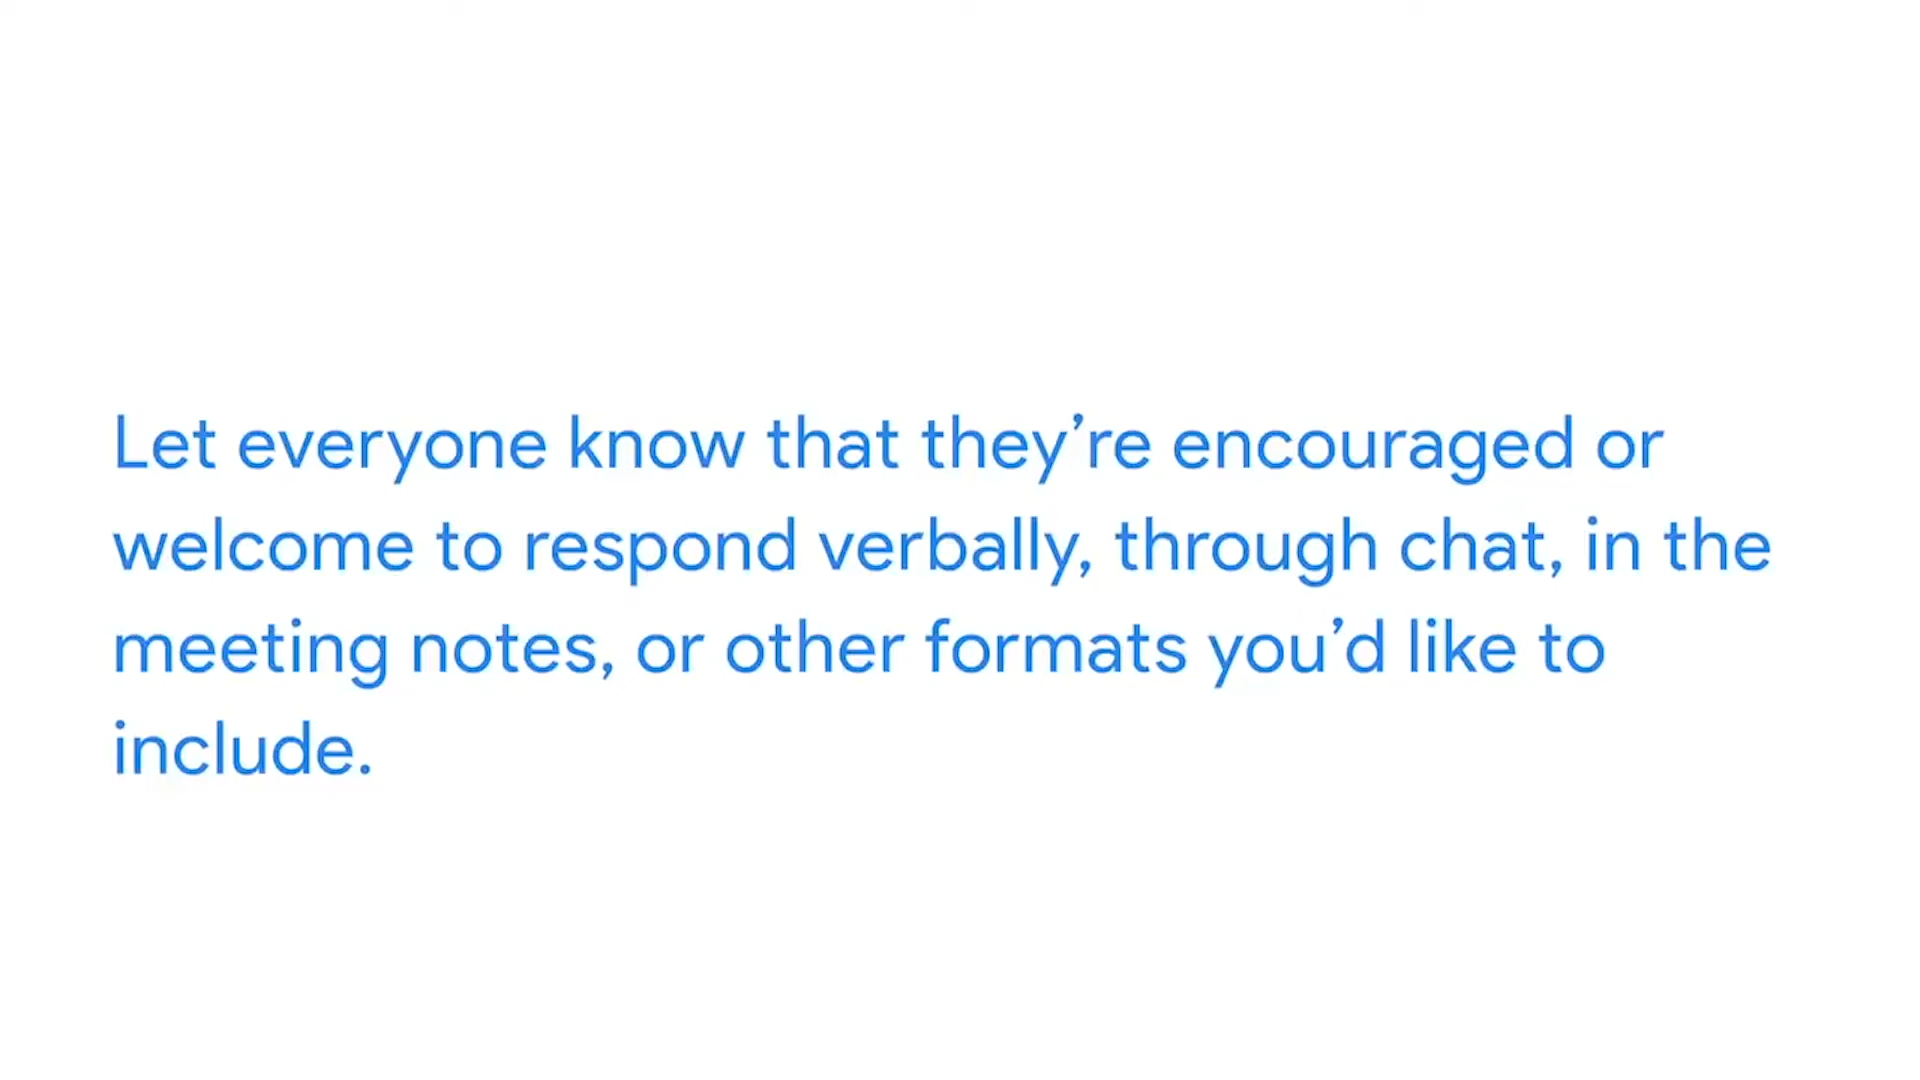 Let everyone know that they’re encouraged or
welcome to respond verbally, through chat, in the
meeting notes, or other formats you’d like to
include.